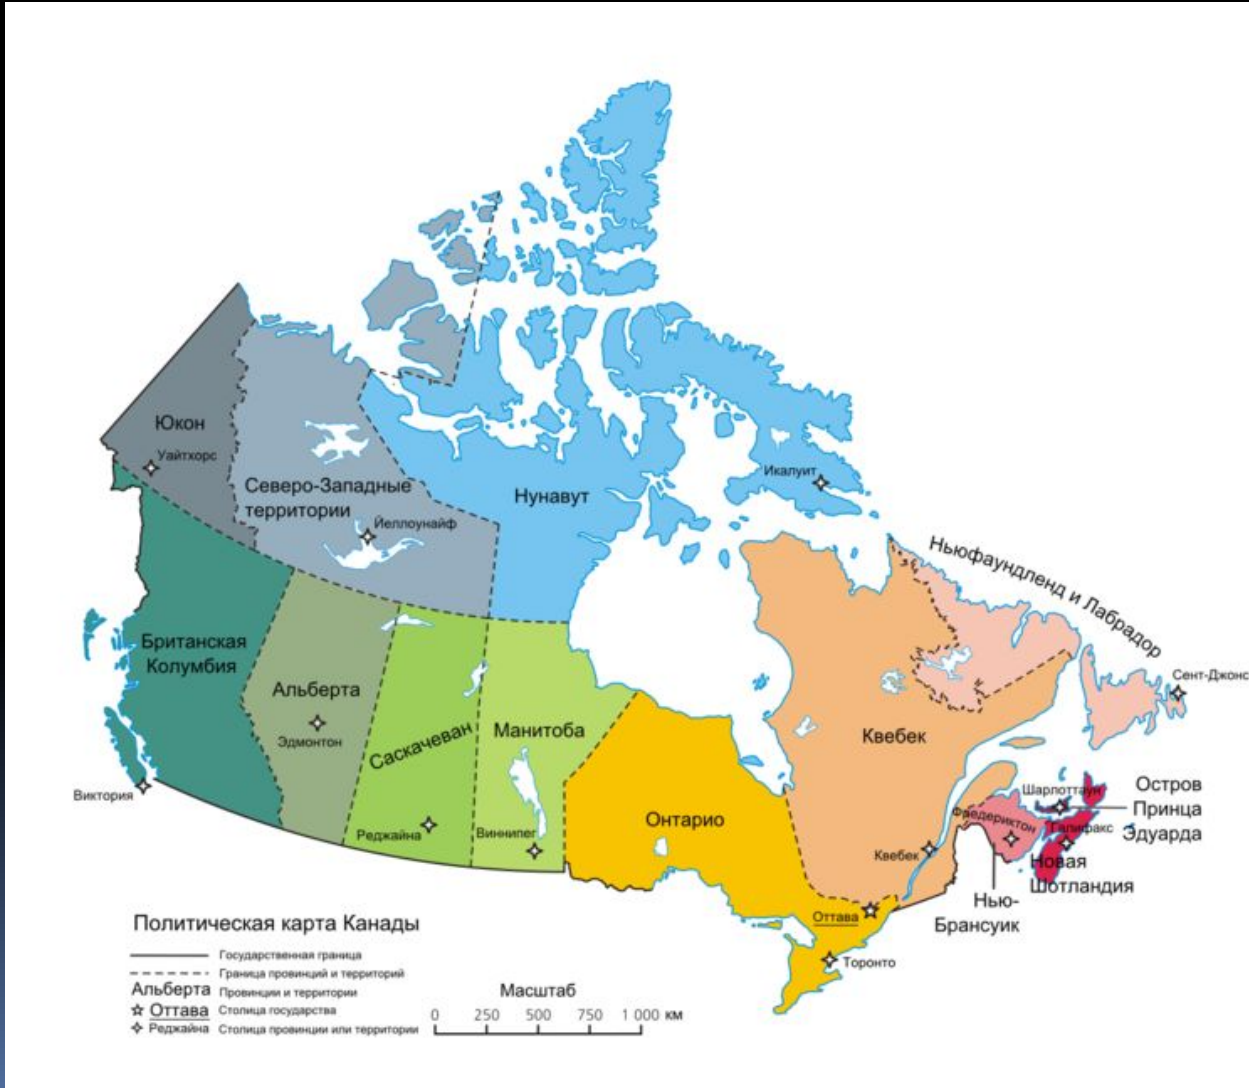 Юкон
Уайтхорс
Северо-Западные
территории
Йеллоунайф
Нунавут
Икалуит
Ньюфаундленд и Лабрадор
Сент-Джонс
Британская
Колумбия
Виктория
Альберта
Эдмонтон
Саскачеван
Реджайна
Манитоба
Виннипег
Онтарио
Оттава
Торонто
Квебек
Квебек
Шарлоттаун
Остров
Принца
Эдуарда
Фредериктон
Галифакс
Новая
Шотландия
Нью-
Брансуик
Политическая карта Канады
Государственная граница
Граница провинций и территорий
Альберта Провинции и территории
Оттава Столица государства
Реджайна Столица провинции или территории
Масштаб
0 250 500 750 1 000 км